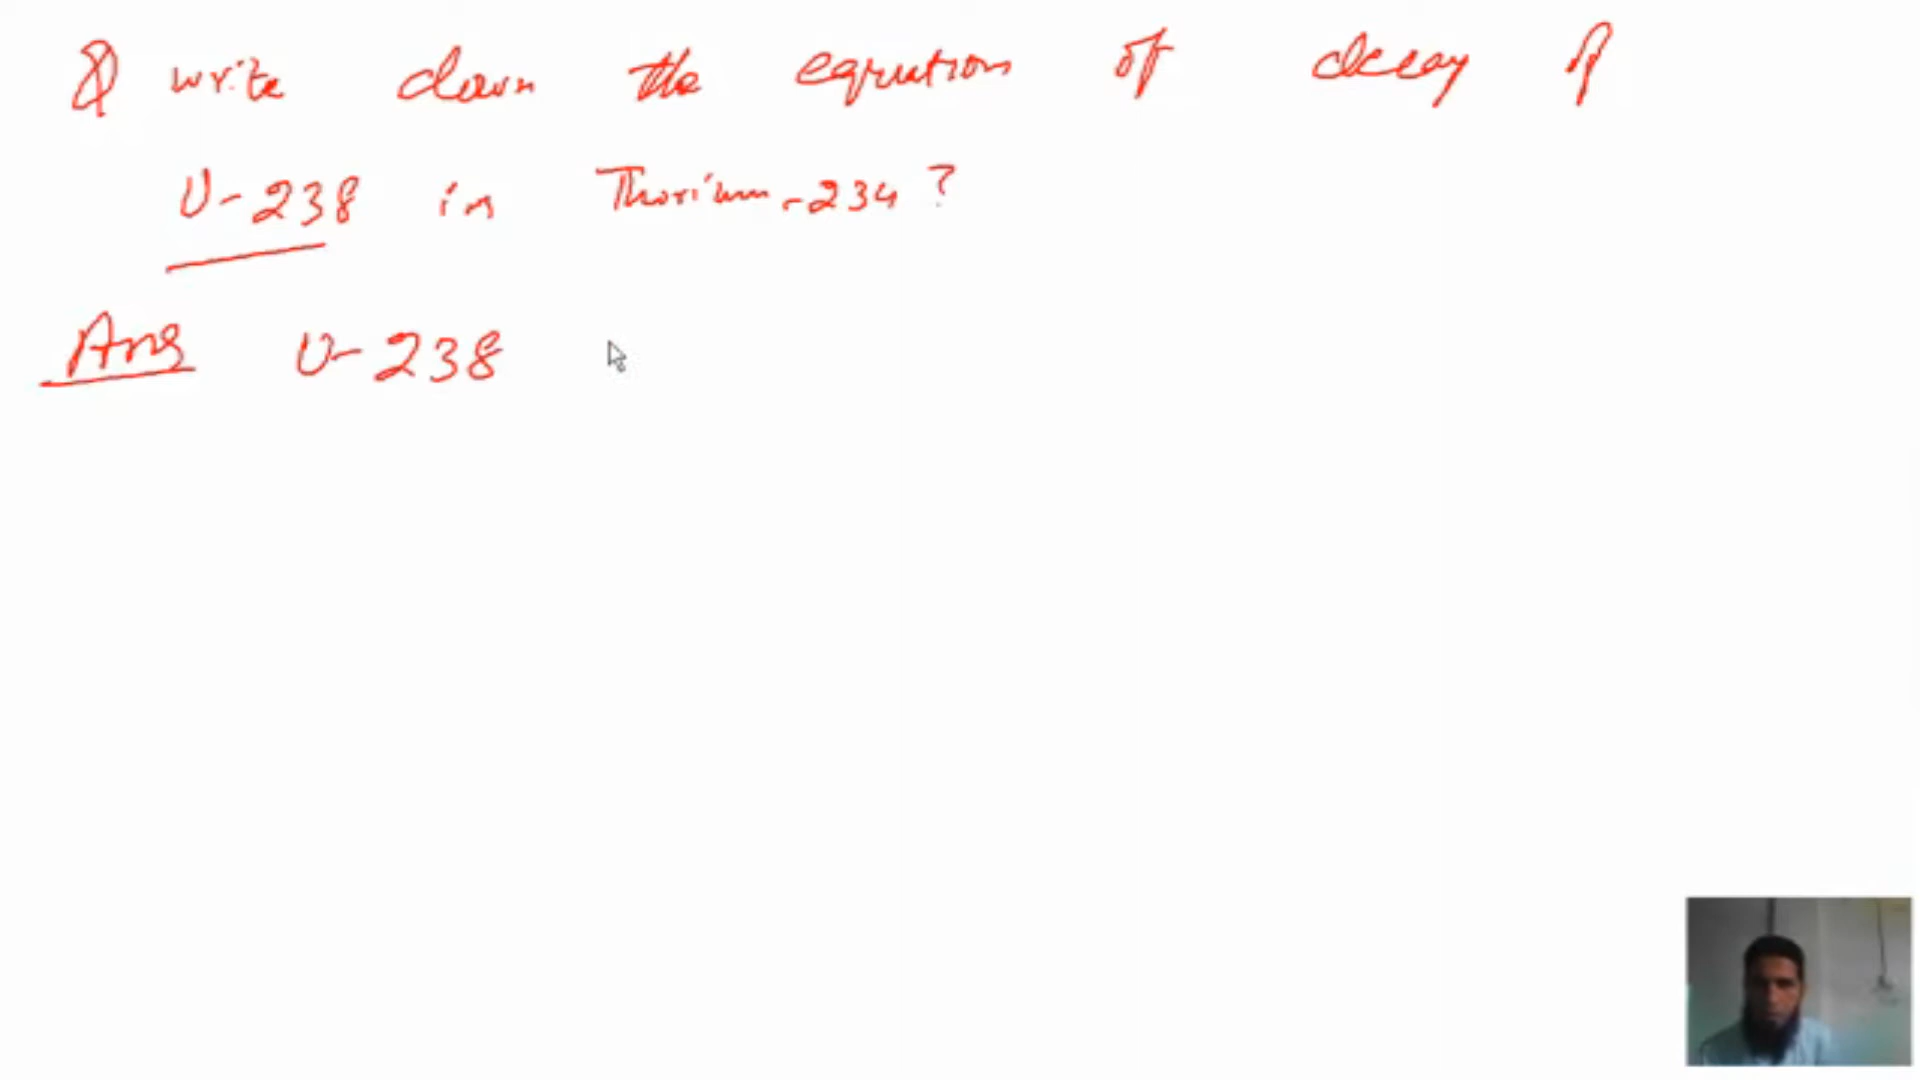 Q write down the equation of decay of
U-238 in Thorium-234?
Ans U-238